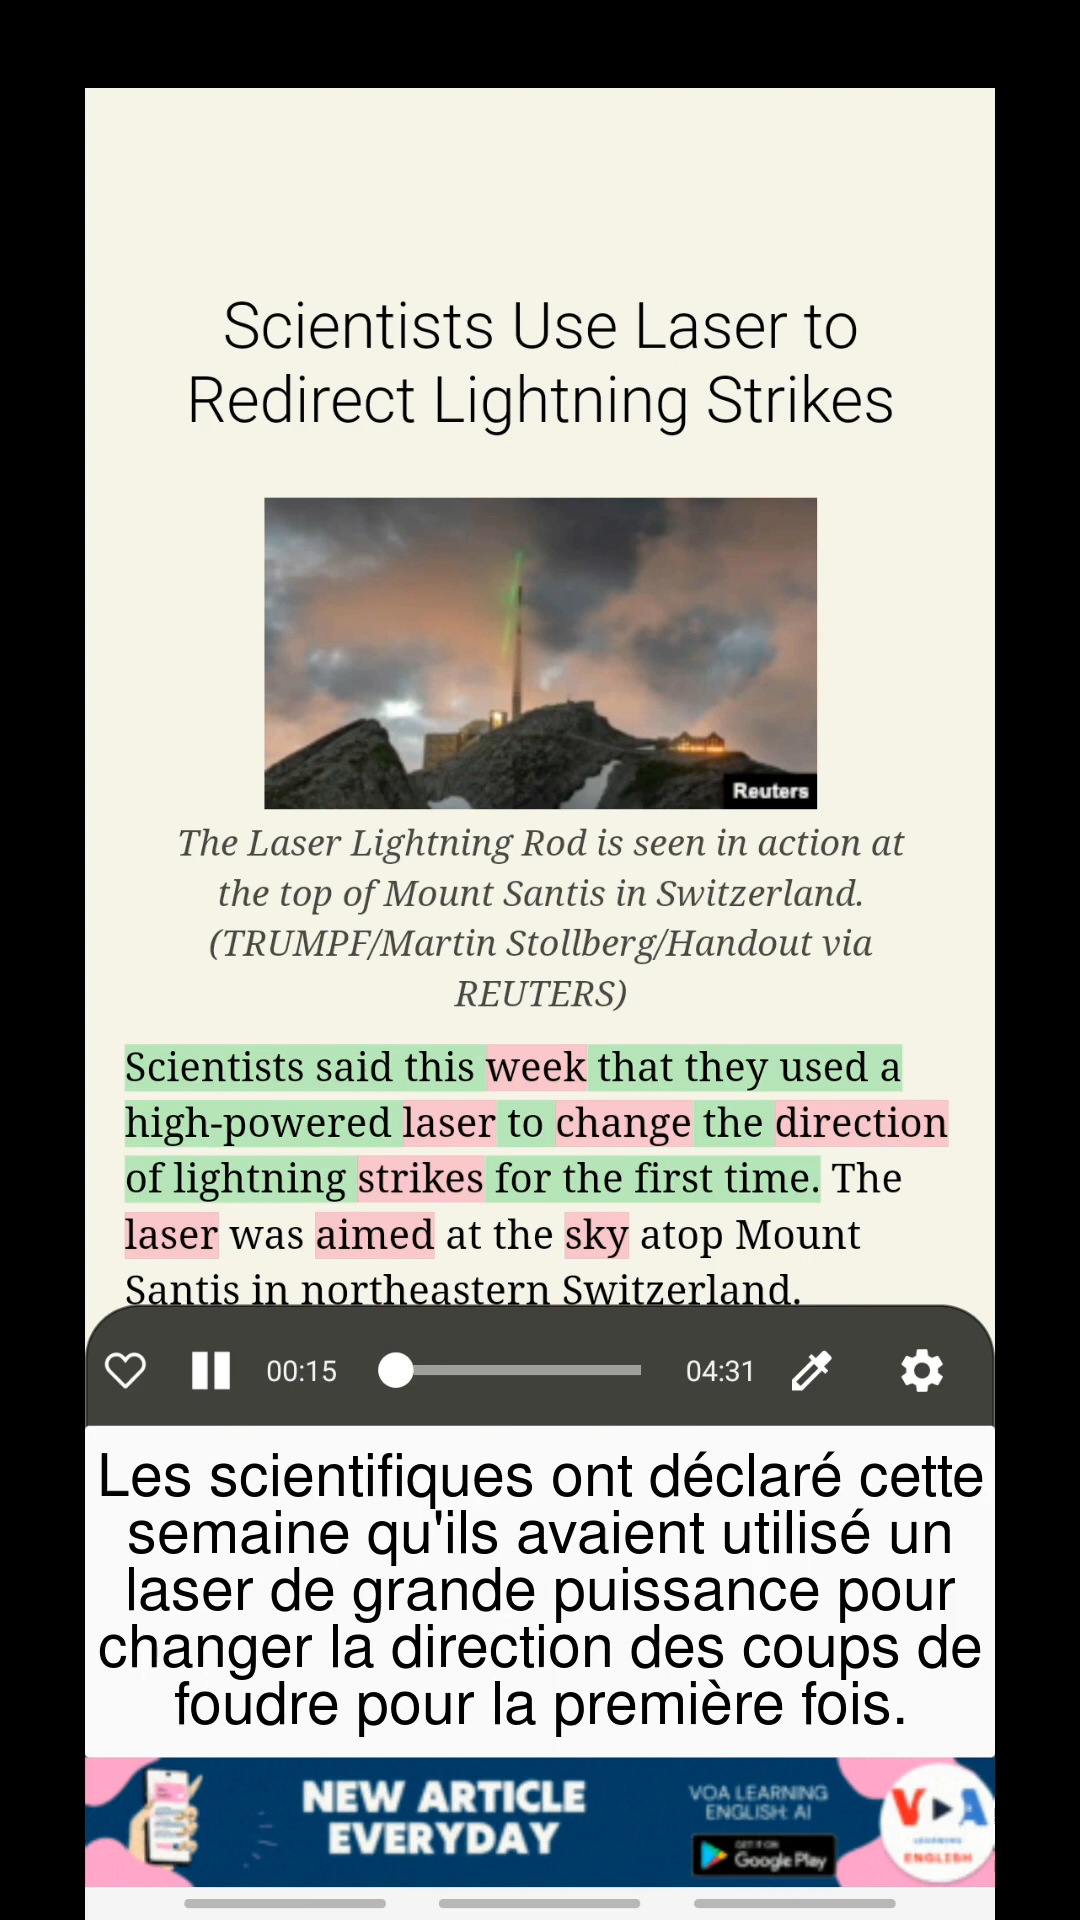 Scientists Use Laser to
Redirect Lightning Strikes
Reuters
The Laser Lightning Rod is seen in action at
the top of Mount Santis in Switzerland.
(TRUMPF/Martin Stollberg/Handout via
REUTERS)
Scientists said this week that they used a
high-powered laser to change the direction
of lightning strikes for the first time. The
laser was aimed at the sky atop Mount
Santis in northeastern Switzerland.
00:15
04:31
Les scientifiques ont déclaré cette
semaine qu'ils avaient utilisé un
laser de grande puissance pour
changer la direction des coups de
foudre pour la première fois.
NEW ARTICLE
EVERYDAY
VOA LEARNING
ENGLISH: AI
GET IT ON
Google Play
VOA
LEARNING
ENGLISH